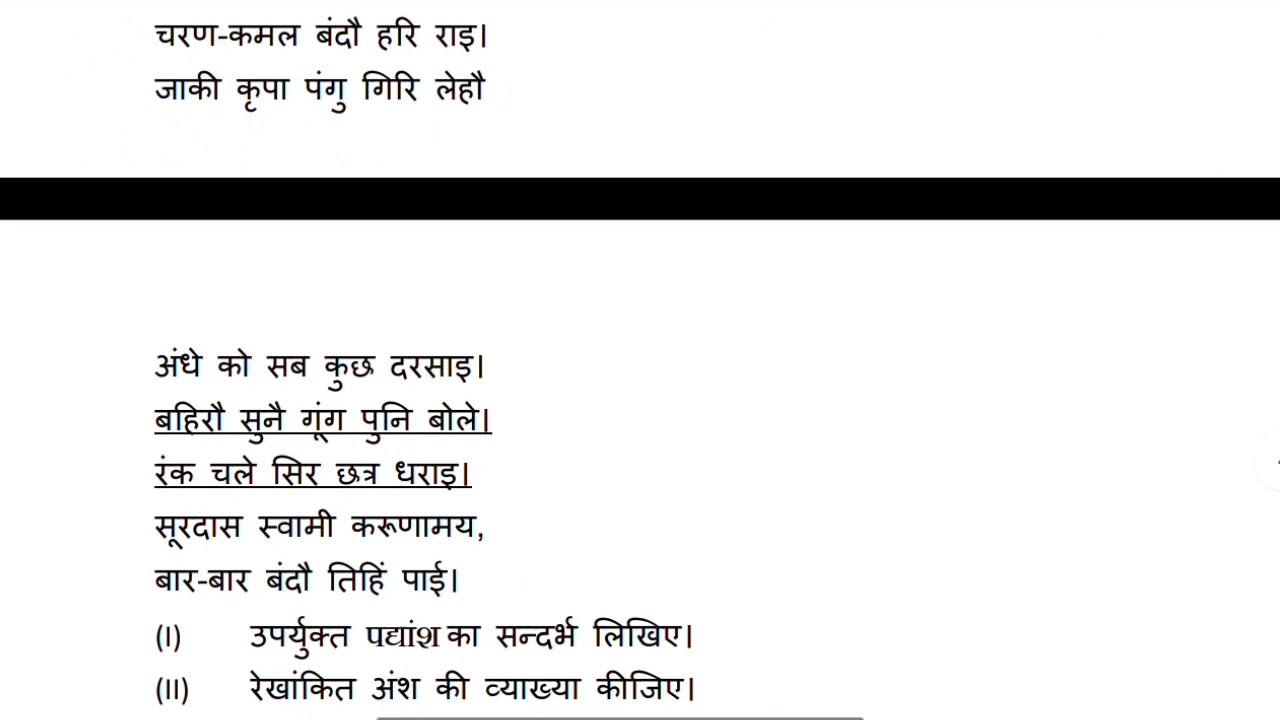 चरण-कमल बंदौ हरि राइ।
जाकी कृपा पंगु गिरि लेहौ
अंधे को सब कुछ दरसाइ।
बहिरौ सुनै गूंग पुनि बोले।
रंक चले सिर छत्र धराइ।
सूरदास स्वामी करूणामय,
बार-बार बंदौ तिहिं पाई।
(I) उपर्युक्त पद्यांश का सन्दर्भ लिखिए।
(II) रेखांकित अंश की व्याख्या कीजिए।